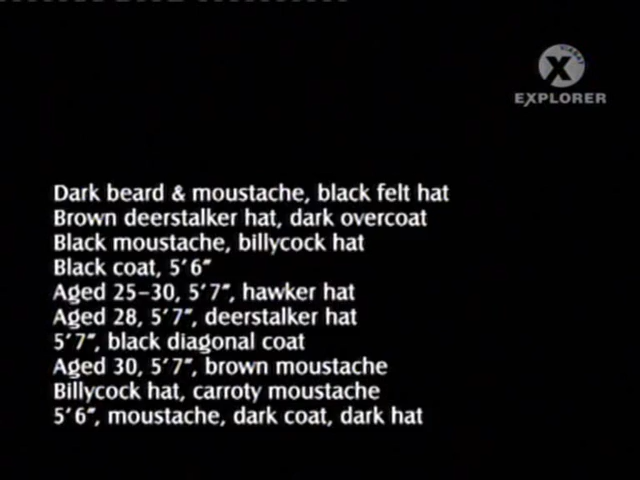 VIASAT
X
EXPLORER
Dark beard & moustache, black felt hat
Brown deerstalker hat, dark overcoat
Black moustache, billycock hat
Black coat, 5'6"
Aged 25–30, 5'7", hawker hat
Aged 28, 5'7", deerstalker hat
5'7", black diagonal coat
Aged 30, 5'7", brown moustache
Billycock hat, carroty moustache
5'6", moustache, dark coat, dark hat